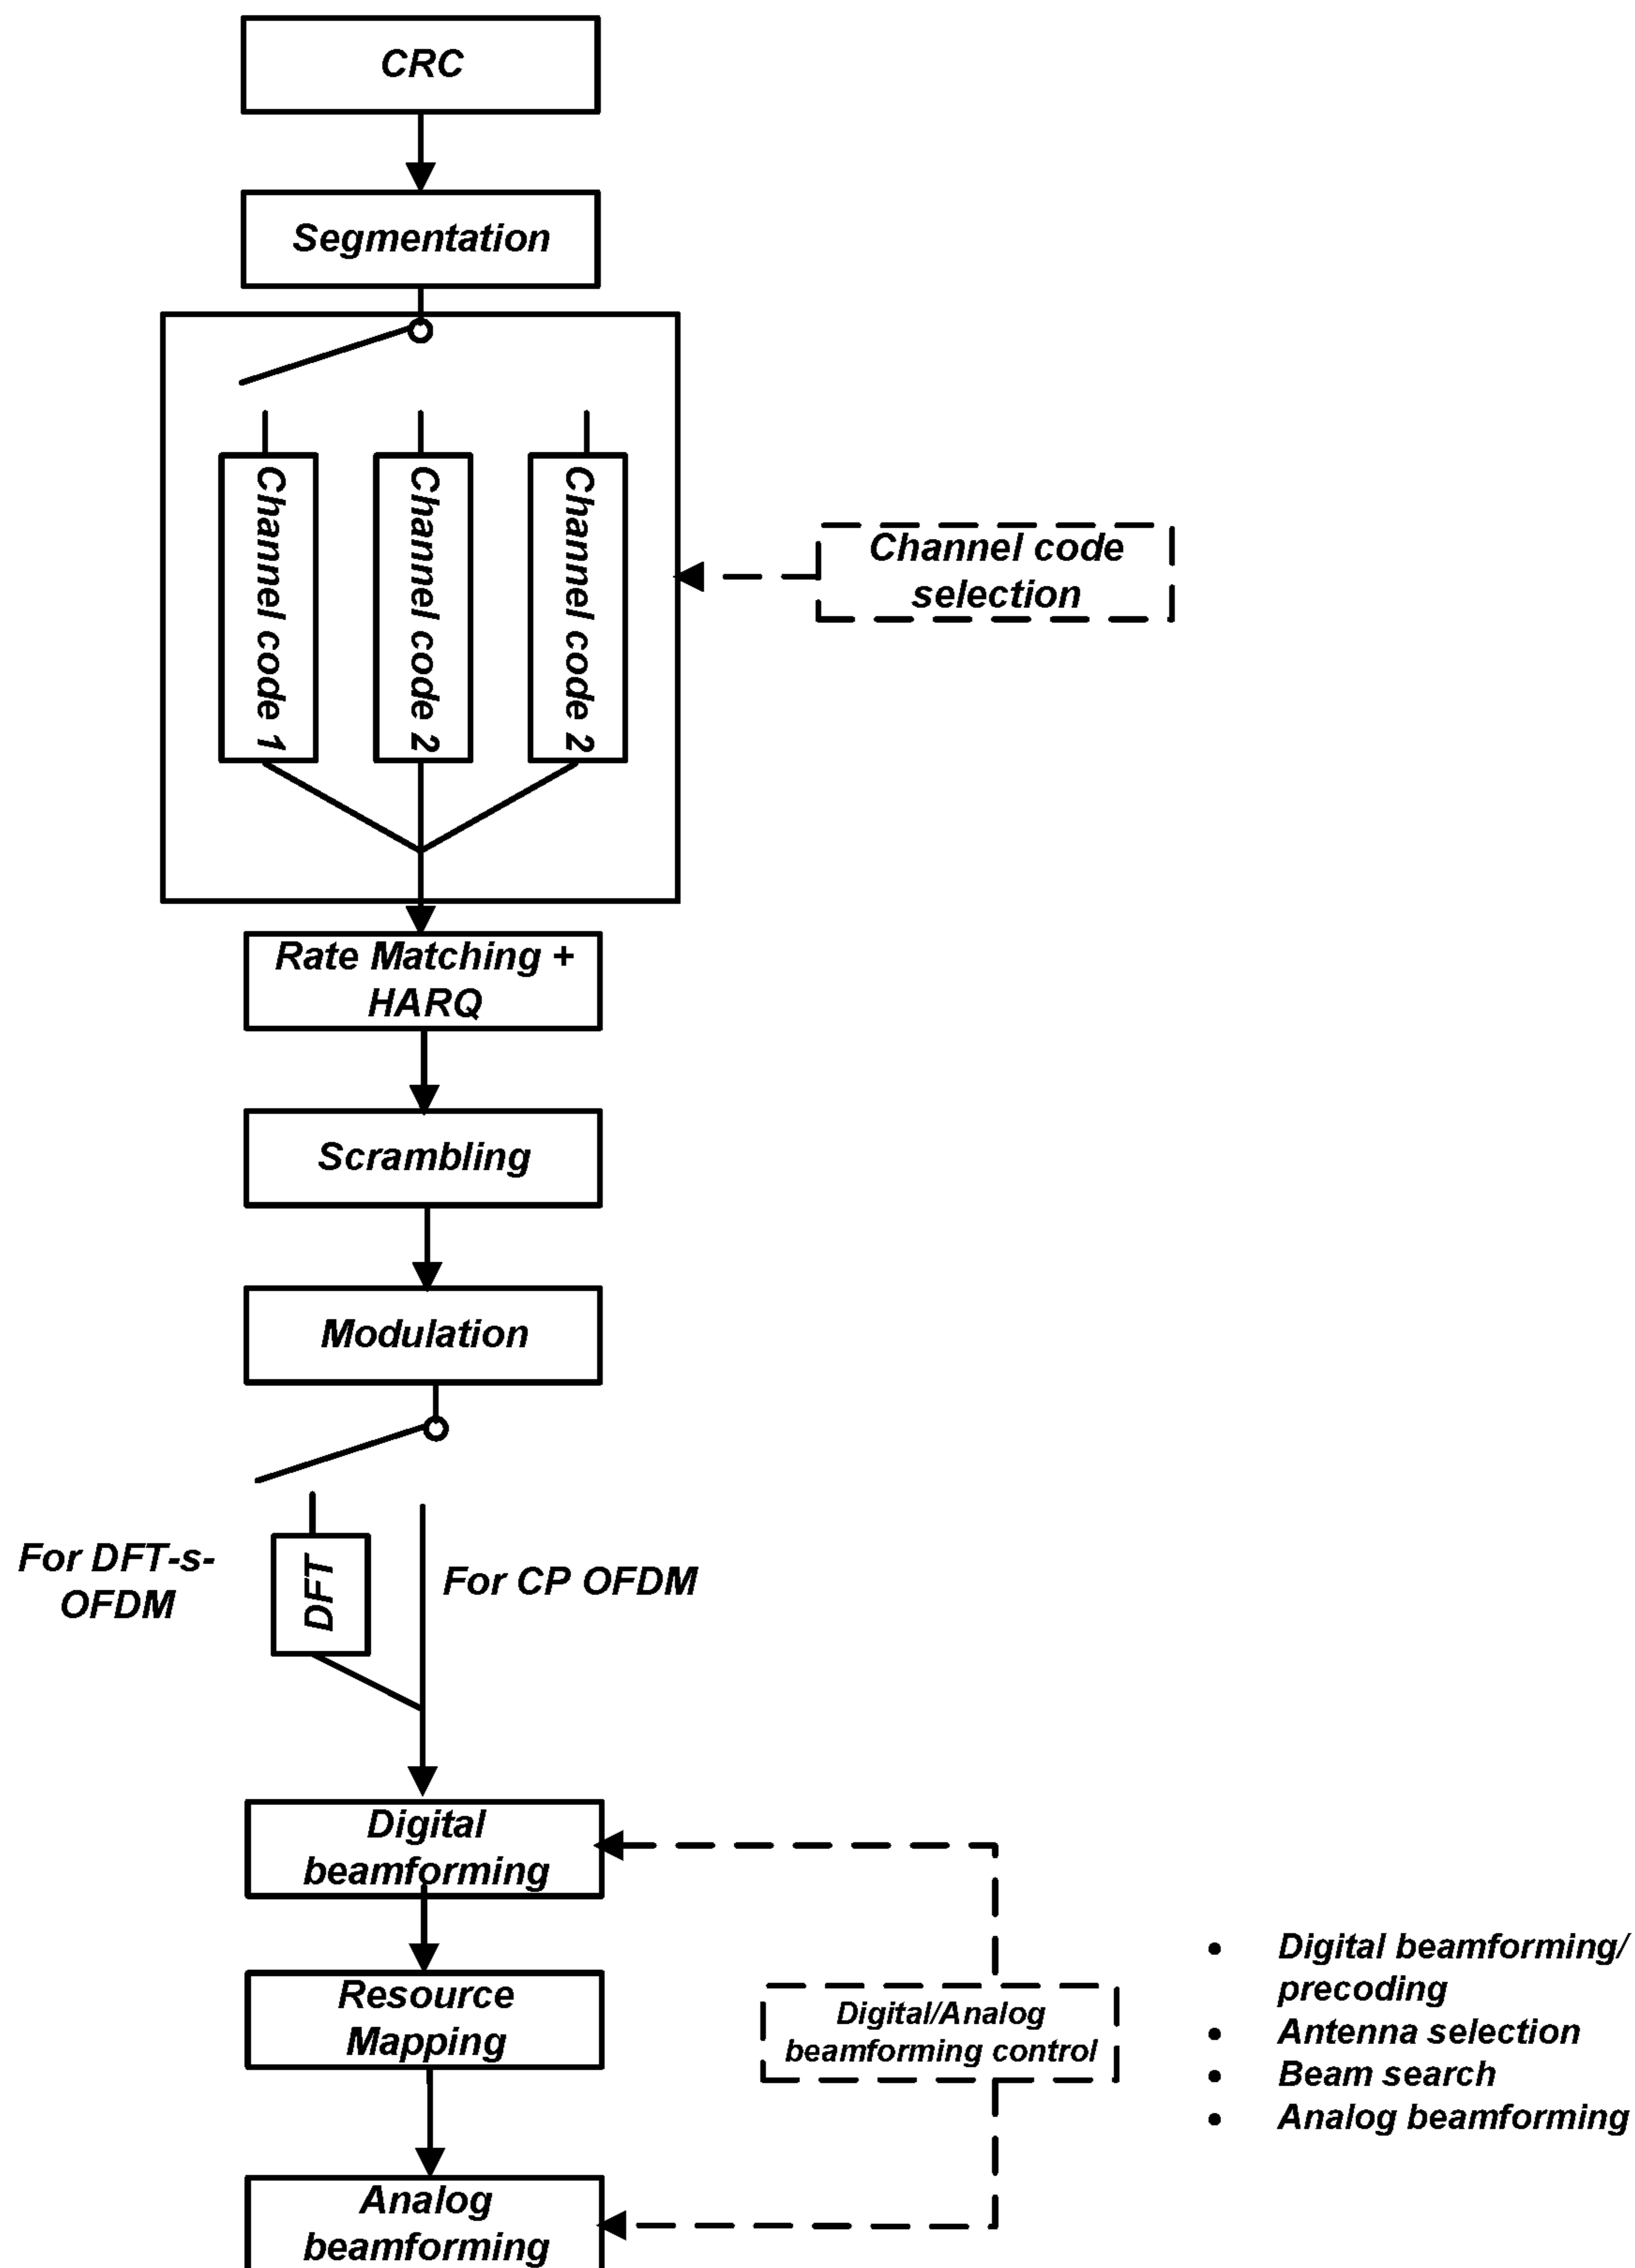 CRC
Segmentation
Channel code 1
Channel code 2
Channel code 2
Channel code
selection
Rate Matching +
HARQ
Scrambling
Modulation
For DFT-s-
OFDM
DFT
For CP OFDM
Digital
beamforming
Resource
Mapping
Digital/Analog
beamforming control
• Digital beamforming/
precoding
• Antenna selection
• Beam search
• Analog beamforming
Analog
beamforming